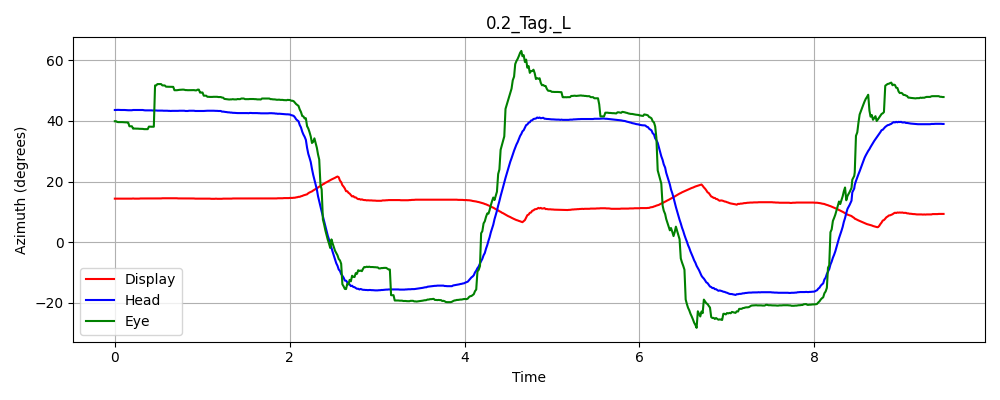 0.2_Tag._L
Azimuth (degrees)
60
40
20
0
−20
Display
Head
Eye
0 2 4 6 8
Time